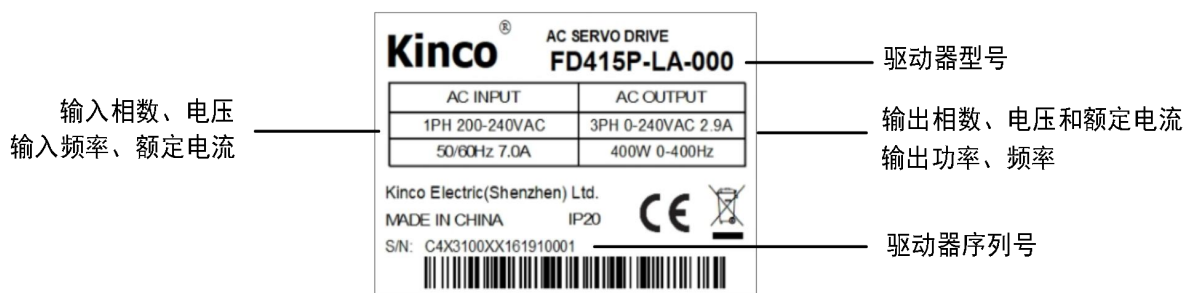 Kinco®
AC SERVO DRIVE
FD415P-LA-000
驱动器型号
输入相数、电压
输入频率、额定电流
AC INPUT AC OUTPUT
1PH 200-240VAC 3PH 0-240VAC 2.9A
50/60Hz 7.0A 400W 0-400Hz
输出相数、电压和额定电流
输出功率、频率
Kinco Electric(Shenzhen) Ltd.
MADE IN CHINA IP20
CE
S/N: C4X3100XX161910001
驱动器序列号